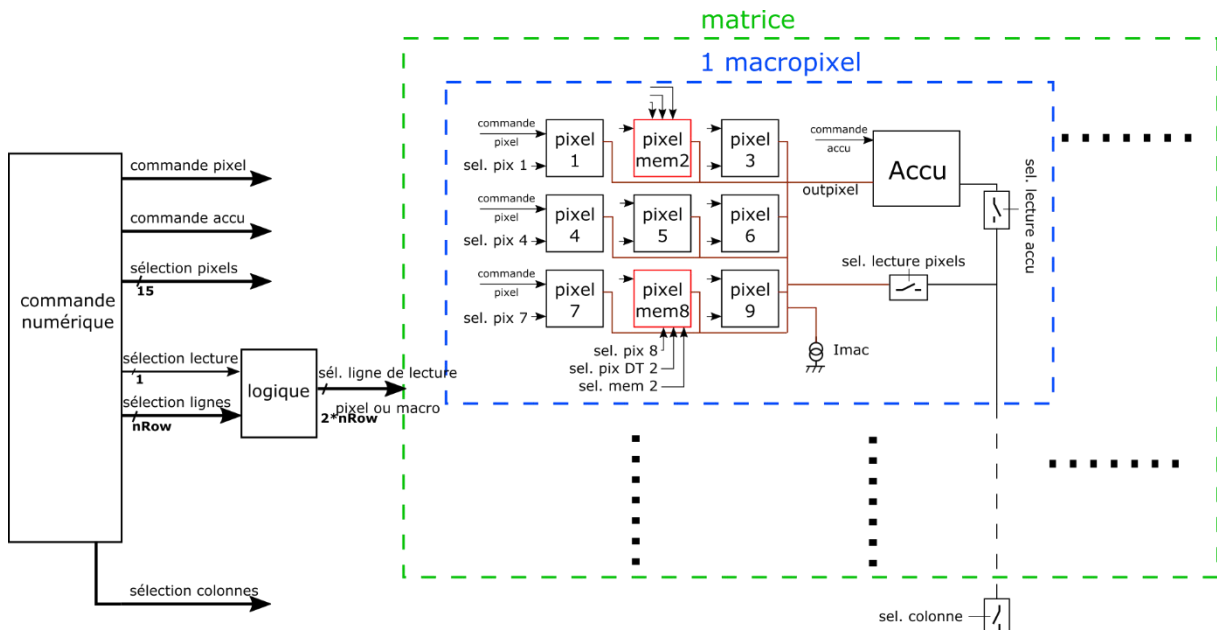 matrice
1 macropixel
commande pixel
sel. pix 1
pixel 1
pixel mem2
pixel 3
commande accu
Accu
outpixel
sel. lecture accu
commande pixel
sel. pix 4
pixel 4
pixel 5
pixel 6
sel. lecture pixels
commande pixel
sel. pix 7
pixel 7
pixel mem8
pixel 9
sel. pix 8
sel. pix DT 2
sel. mem 2
Imac
commande numérique
commande pixel
commande accu
sélection pixels
15
sélection lecture
1
sélection lignes
nRow
logique
sél. ligne de lecture
pixel ou macro
2*nRow
sélection colonnes
sel. colonne